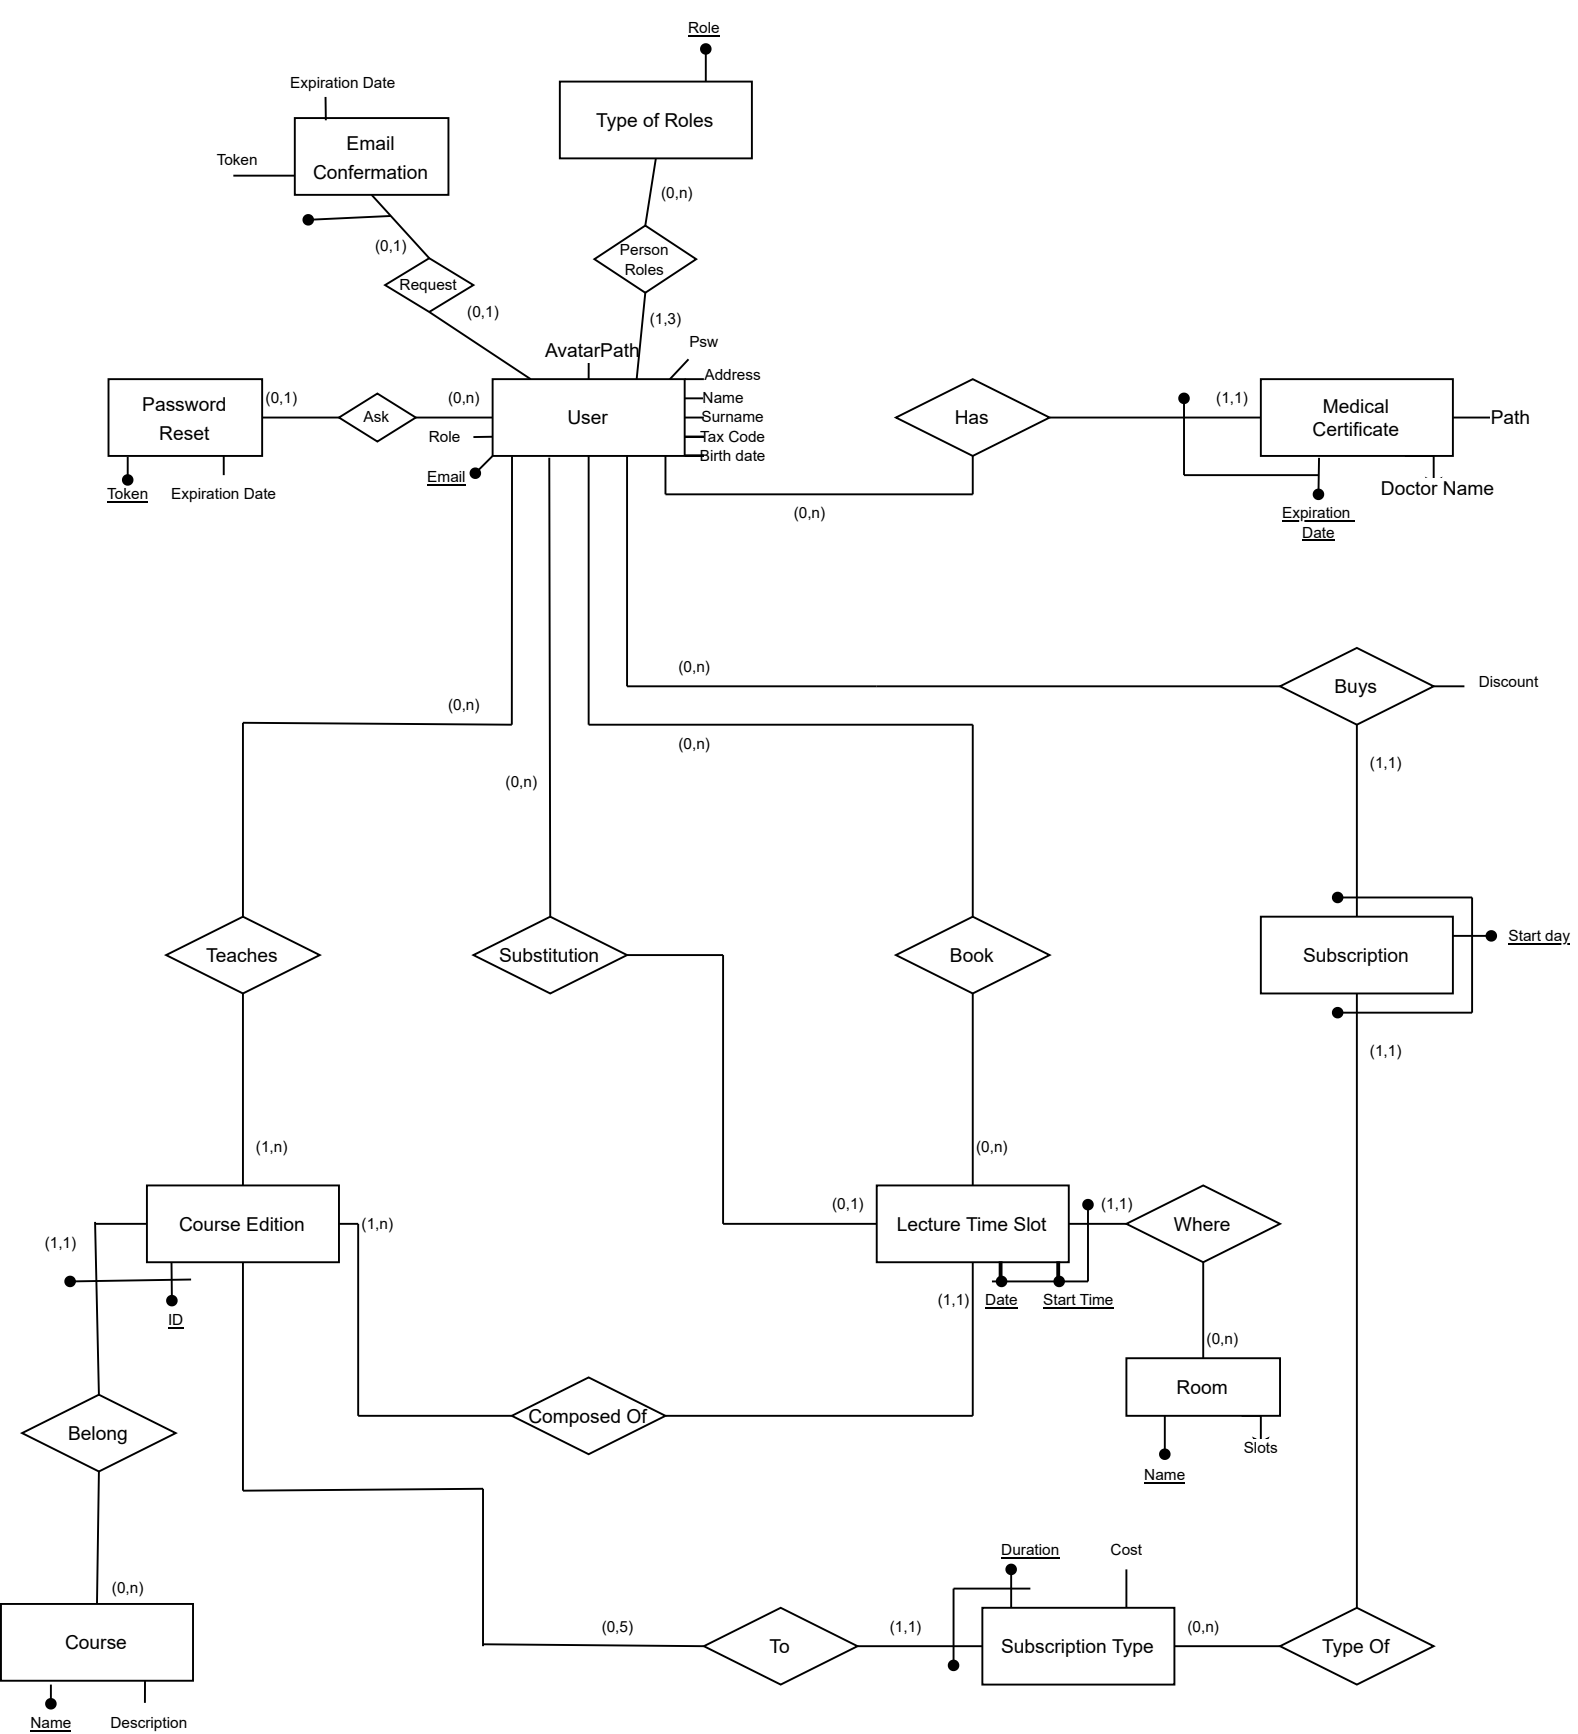 Role
Expiration Date
Type of Roles
Email
Confermation
Token
(0,n)
(0,1)
Person
Roles
Request
(0,1)
(1,3)
AvatarPath
Psw
Address
Password
Reset
(0,1)
Ask
(0,n)
User
Name
Surname
Role
Tax Code
Birth date
Email
Has
(1,1)
Medical
Certificate
Path
Token
Expiration Date
Doctor Name
(0,n)
Expiration
Date
(0,n)
Buys
Discount
(0,n)
(0,n)
(1,1)
(0,n)
Teaches
Substitution
Book
Subscription
Start day
(1,1)
(1,n)
(0,n)
(1,1)
Course Edition
(1,n)
(0,1)
Lecture Time Slot
(1,1)
Where
ID
(1,1)
Date
Start Time
(0,n)
Room
Belong
Composed Of
Slots
Name
Duration
Cost
(0,n)
Course
(0,5)
To
(1,1)
Subscription Type
(0,n)
Type Of
Name
Description